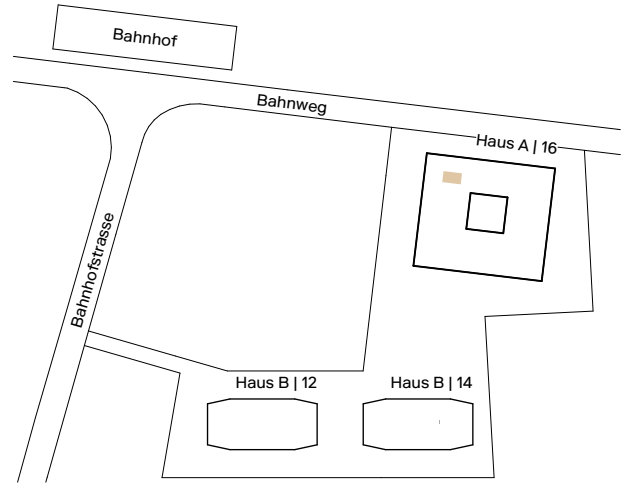 Bahnhof
Bahnweg
Haus A | 16
Bahnhofstrasse
Haus B | 12
Haus B | 14